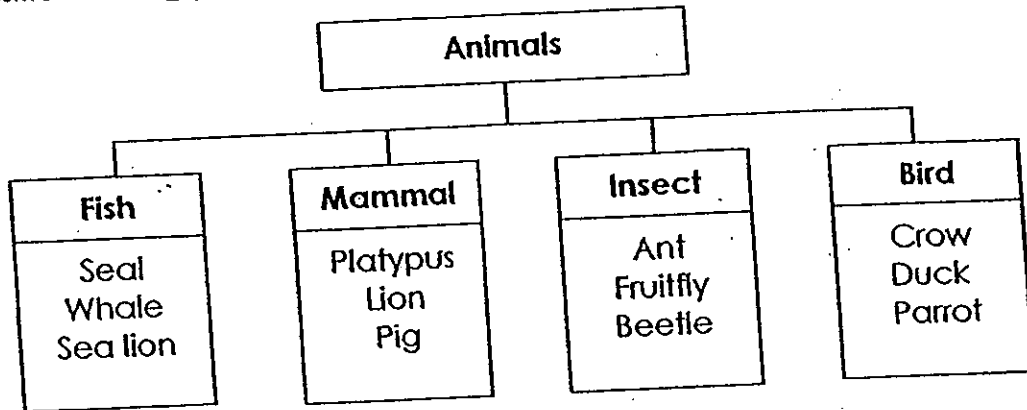 Animals
Fish
Seal
Whale
Sea lion
Mammal
Platypus
Lion
Pig
Insect
Ant
Fruitfly
Beetle
Bird
Crow
Duck
Parrot